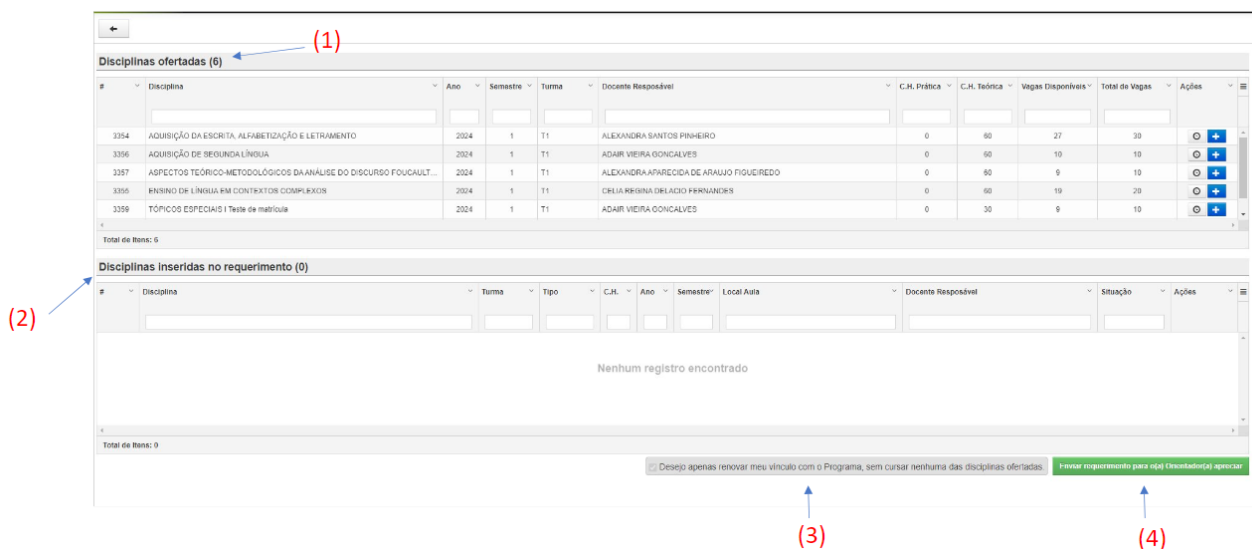 (1)
Disciplinas ofertadas (6)
# Disciplina Ano Semestre Turma Docente Resposável C.H. Prática C.H. Teórica Vagas Disponíveis Total de Vagas Ações
3354 AQUISIÇÃO DA ESCRITA, ALFABETIZAÇÃO E LETRAMENTO 2024 1 T1 ALEXANDRA SANTOS PINHEIRO 0 60 27 30
3356 AQUISIÇÃO DE SEGUNDA LÍNGUA 2024 1 T1 ADAIR VIEIRA GONCALVES 0 60 10 10
3357 ASPECTOS TEÓRICO-METODOLÓGICOS DA ANÁLISE DO DISCURSO FOUCAULT... 2024 1 T1 ALEXANDRA APARECIDA DE ARAUJO FIGUEIREDO 0 60 9 10
3355 ENSINO DE LÍNGUA EM CONTEXTOS COMPLEXOS 2024 1 T1 CELIA REGINA DELACIO FERNANDES 0 60 19 20
3359 TÓPICOS ESPECIAIS I Teste de matrícula 2024 1 T1 ADAIR VIEIRA GONCALVES 0 30 9 10
Total de Itens: 6
Disciplinas inseridas no requerimento (0)
(2)
# Disciplina Turma Tipo C.H. Ano Semestre Local Aula Docente Resposável Situação Ações
Nenhum registro encontrado
Total de Itens: 0
Desejo apenas renovar meu vínculo com o Programa, sem cursar nenhuma das disciplinas ofertadas.
Enviar requerimento para o(a) Orientador(a) apreciar
(3)
(4)